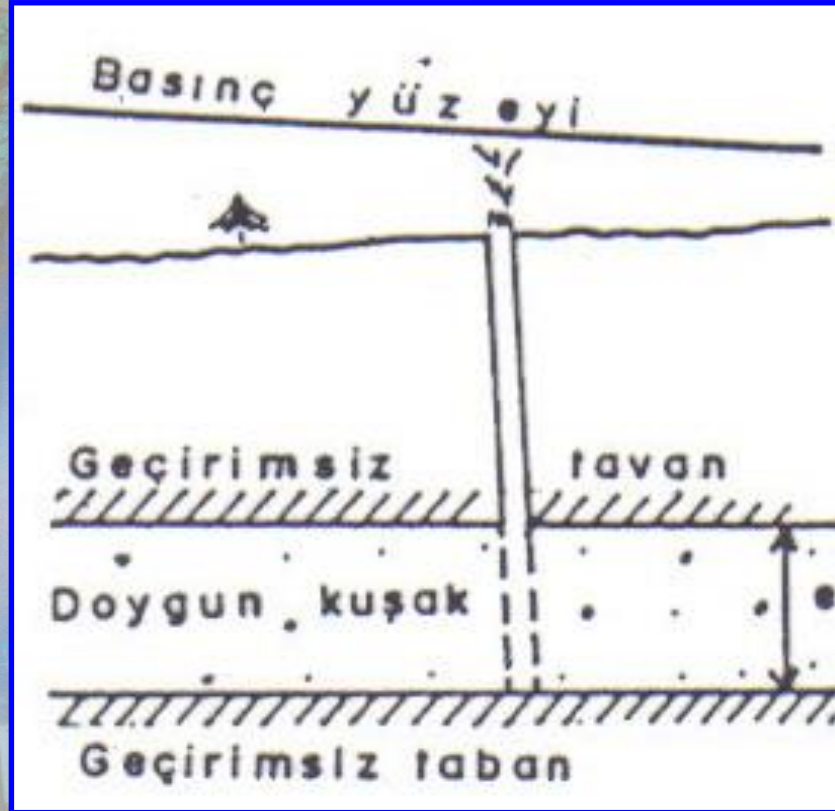 Basınç yüzeyi
Geçirimsiz tavan
Doygun kuşak e
Geçirimsiz taban